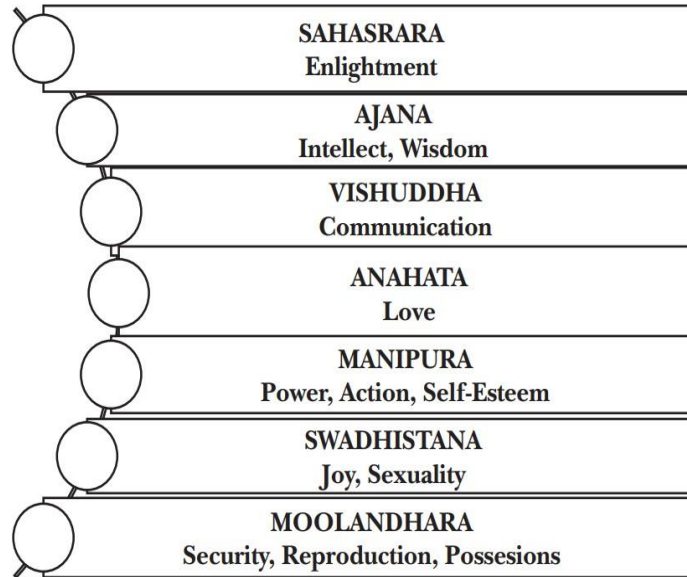 SAHASRARA
Enlightment
AJANA
Intellect, Wisdom
VISHUDDHA
Communication
ANAHATA
Love
MANIPURA
Power, Action, Self-Esteem
SWADHISTANA
Joy, Sexuality
MOOLANDHARA
Security, Reproduction, Possesions